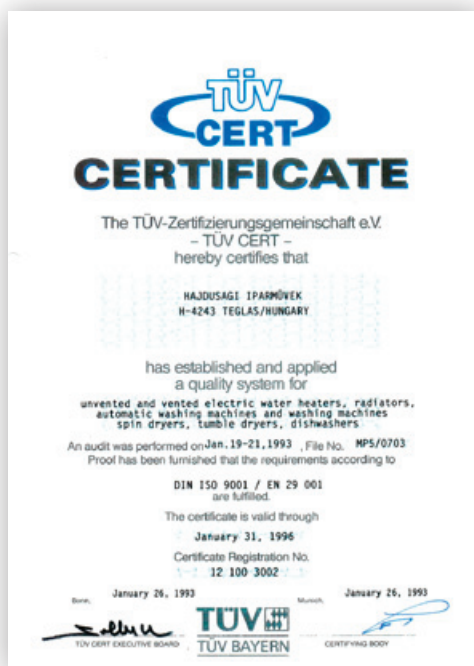 TÜV
CERT
CERTIFICATE
The TÜV-Zertifizierungsgemeinschaft e.V.
– TÜV CERT –
hereby certifies that
HAJDUSAGI IPARMŰVEK
H-4243 TEGLAS/HUNGARY
has established and applied
a quality system for
unvented and vented electric water heaters, radiators,
automatic washing machines and washing machines
spin dryers, tumble dryers, dishwashers
An audit was performed on Jan.19-21,1993 , File No. MP5/0703
Proof has been furnished that the requirements according to
DIN ISO 9001 / EN 29 001
are fulfilled.
The certificate is valid through
January 31, 1996
Certificate Registration No.
12 100 3002
Bonn, January 26, 1993 Munich, January 26, 1993
TÜV
TÜV CERT EXECUTIVE BOARD TÜV BAYERN CERTIFYING BODY